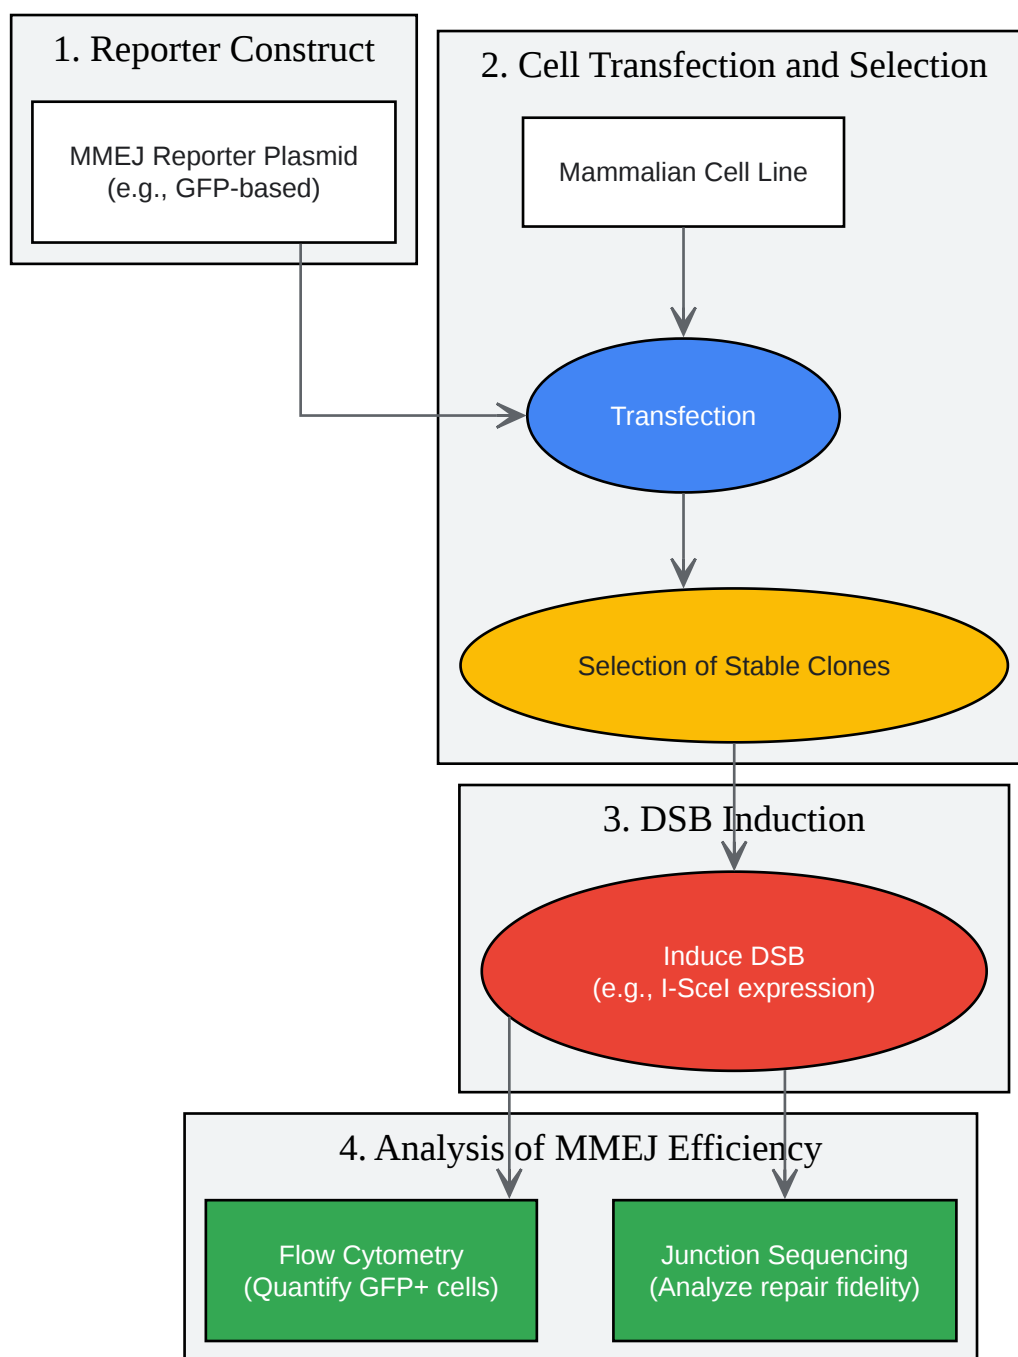 1. Reporter Construct
MMEJ Reporter Plasmid
(e.g., GFP-based)
2. Cell Transfection and Selection
Mammalian Cell Line
Transfection
Selection of Stable Clones
3. DSB Induction
Induce DSB
(e.g., I-SceI expression)
4. Analysis of MMEJ Efficiency
Flow Cytometry
(Quantify GFP+ cells)
Junction Sequencing
(Analyze repair fidelity)